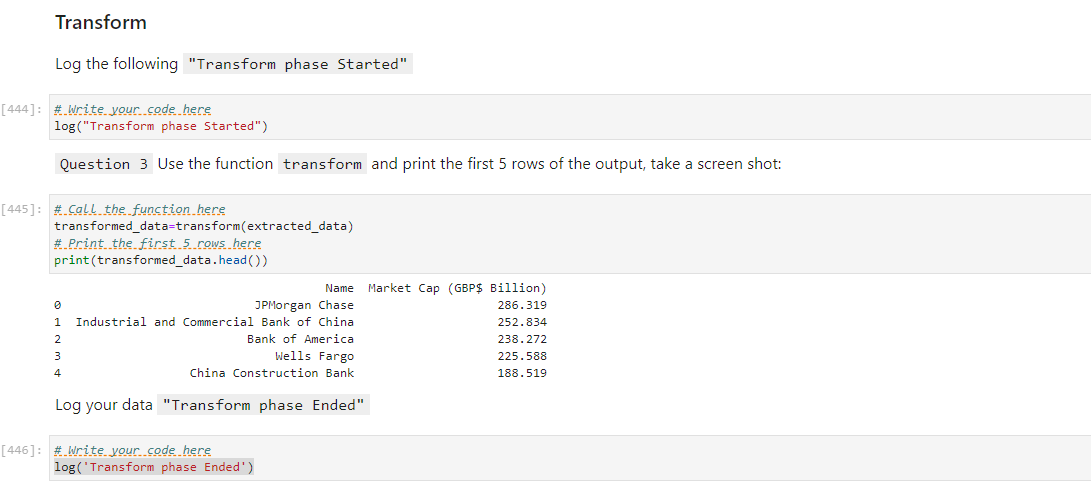 Transform
Log the following "Transform phase Started"
[444]: # Write your code here
log("Transform phase Started")
Question 3 Use the function transform and print the first 5 rows of the output, take a screen shot:
[445]: # Call the function here
transformed_data=transform(extracted_data)
# Print the first 5 rows here
print(transformed_data.head())
Name Market Cap (GBP$ Billion)
0 JPMorgan Chase 286.319
1 Industrial and Commercial Bank of China 252.834
2 Bank of America 238.272
3 Wells Fargo 225.588
4 China Construction Bank 188.519
Log your data "Transform phase Ended"
[446]: # Write your code here
log('Transform phase Ended')